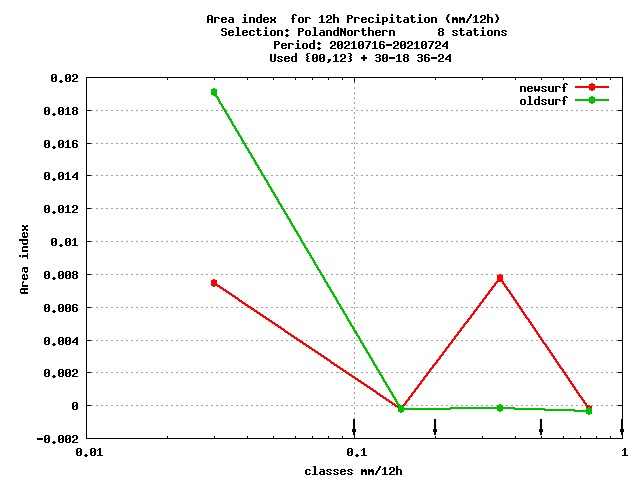 Area index  for 12h Precipitation (mm/12h)
Selection: PolandNorthern      8 stations
Period: 20210716-20210724
Used {00,12} + 30-18 36-24
newsurf
oldsurf
0.02
0.018
0.016
0.014
0.012
0.01
0.008
0.006
0.004
0.002
0
-0.002
Area index
0.01
0.1
1
classes mm/12h